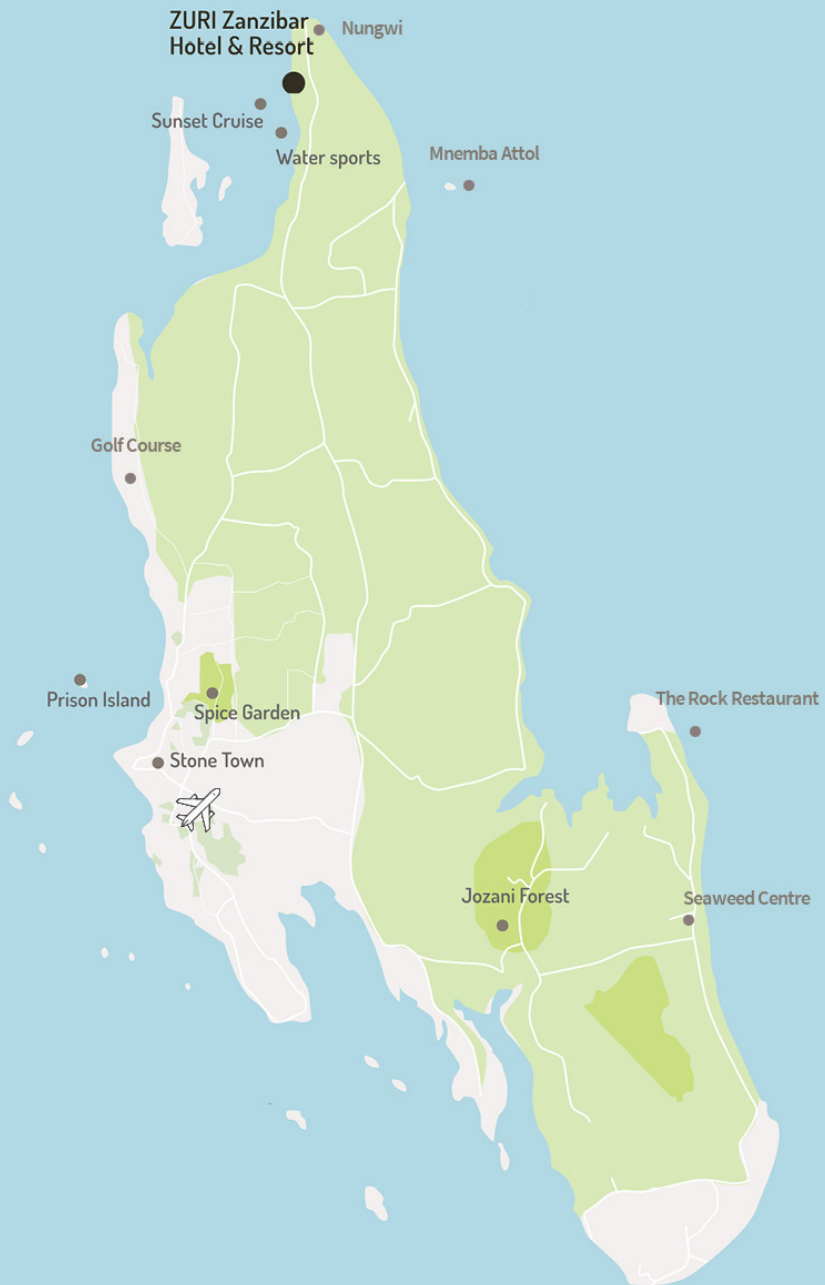 ZURI Zanzibar
Hotel & Resort
Nungwi
Sunset Cruise
Water sports
Mnemba Attol
Golf Course
Prison Island
Spice Garden
The Rock Restaurant
Stone Town
Jozani Forest
Seaweed Centre